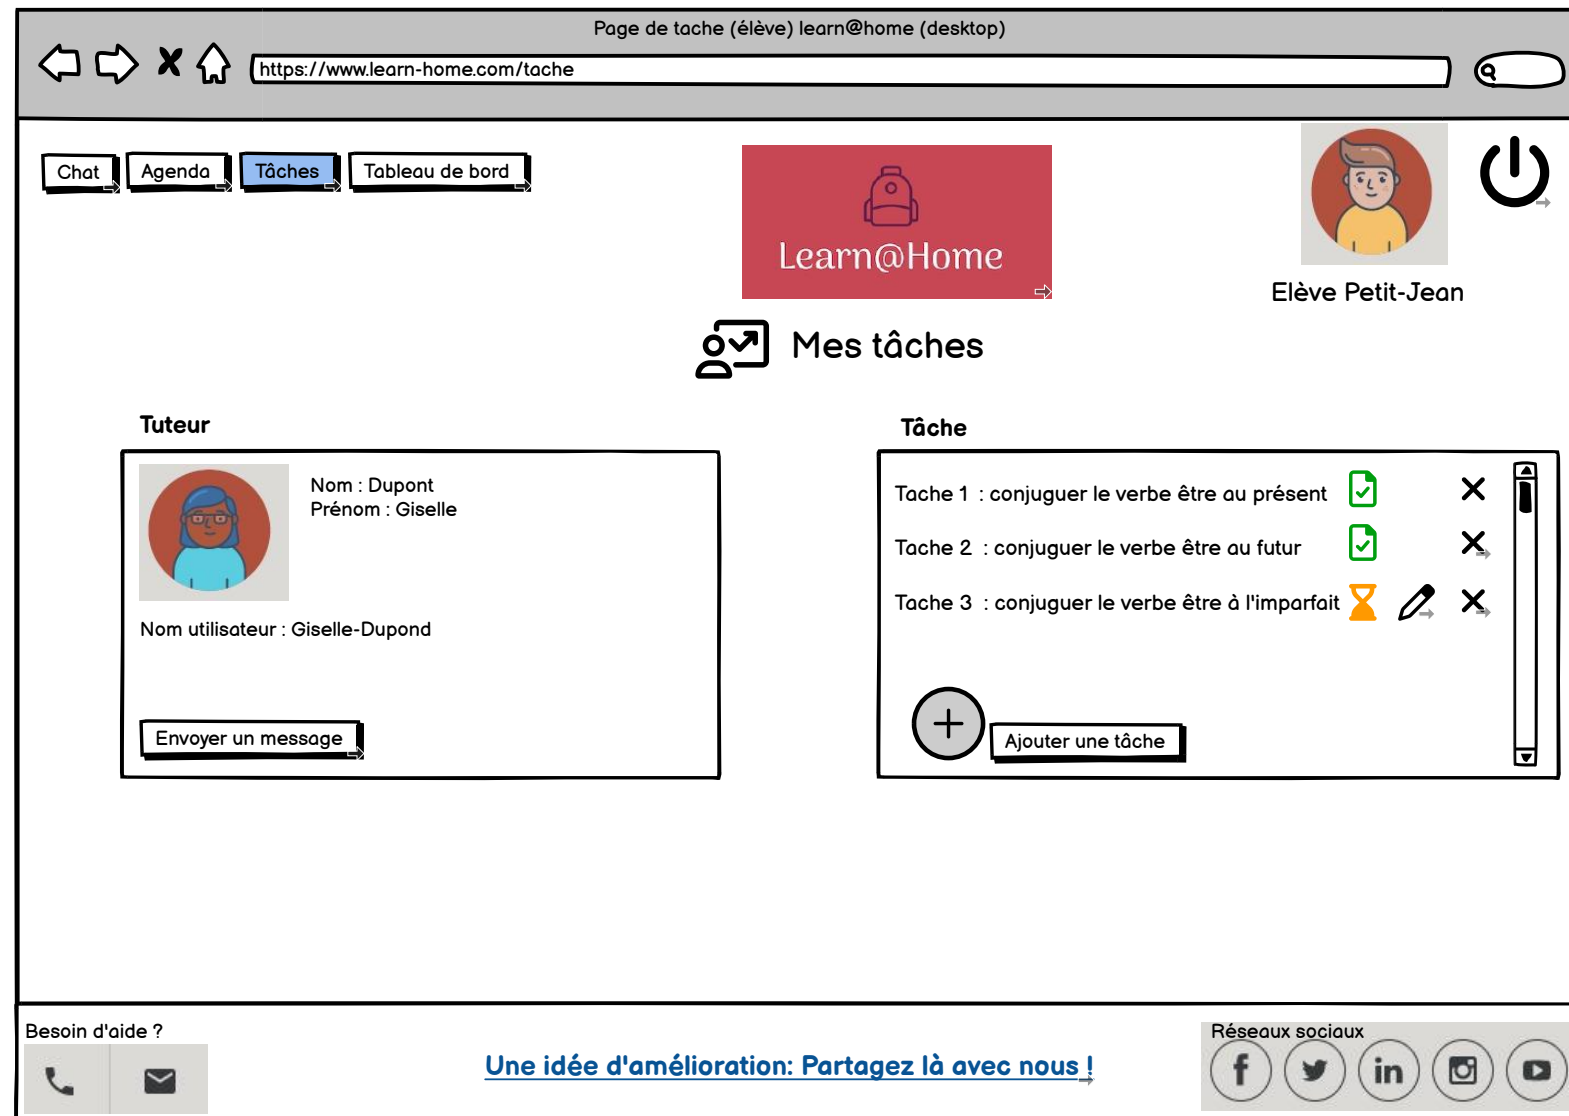 Page de tache (élève) learn@home (desktop)
https://www.learn-home.com/tache
Chat
Agenda
Tâches
Tableau de bord
Learn@Home
Elève Petit-Jean
Mes tâches
Tuteur
Nom : Dupont
Prénom : Giselle
Nom utilisateur : Giselle-Dupond
Envoyer un message
Tâche
Tache 1 : conjuguer le verbe être au présent
Tache 2 : conjuguer le verbe être au futur
Tache 3 : conjuguer le verbe être à l'imparfait
Ajouter une tâche
Besoin d'aide ?
Une idée d'amélioration: Partagez là avec nous !
Réseaux sociaux